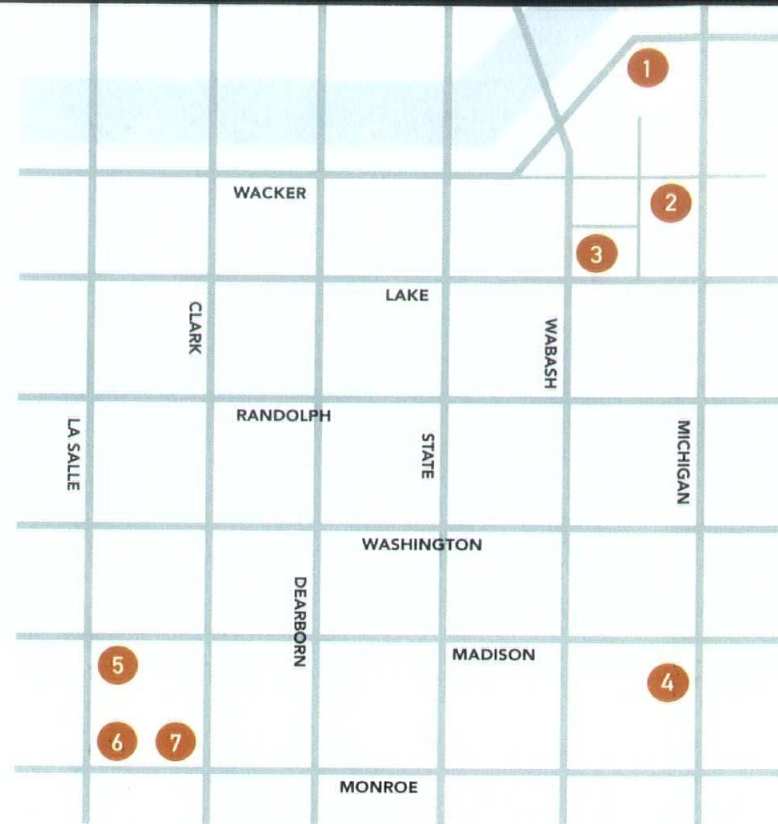 1
WACKER
2
3
LAKE
CLARK
WABASH
RANDOLPH
LA SALLE
STATE
MICHIGAN
WASHINGTON
DEARBORN
MADISON
5
4
6
7
MONROE